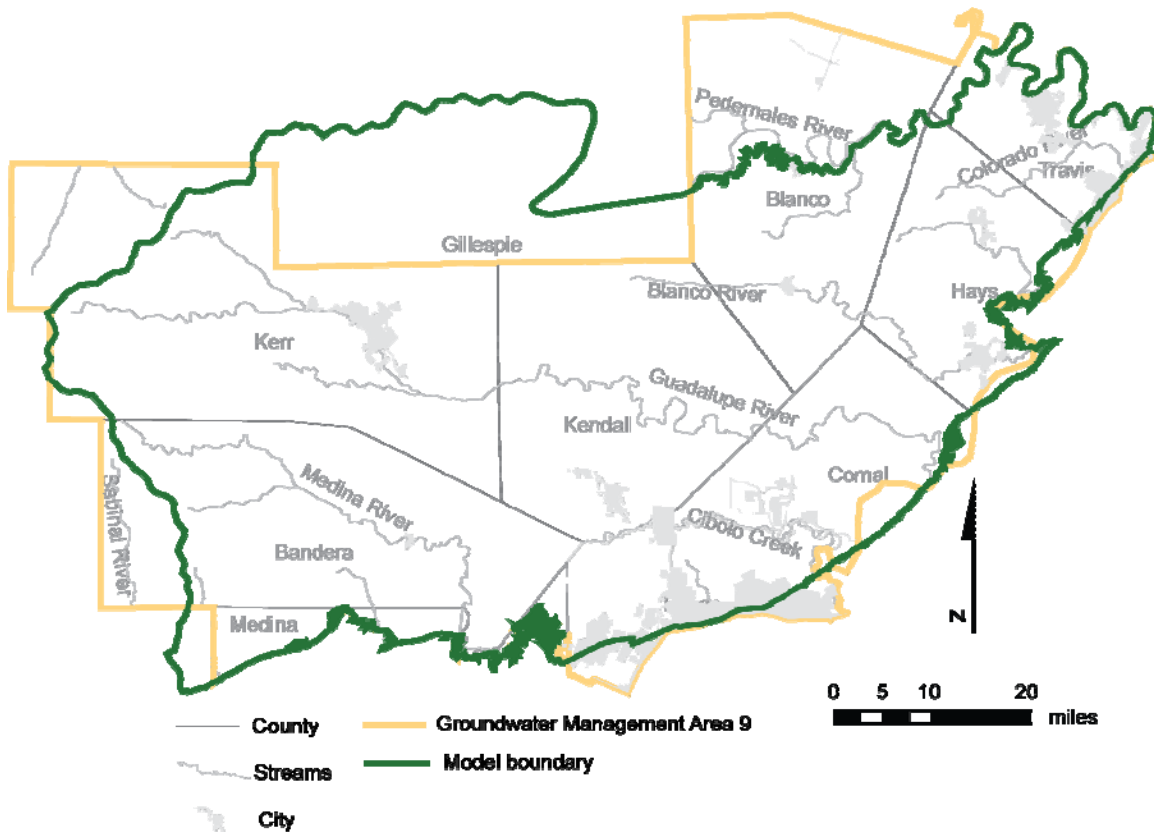 Pedernales River
Colorado River
Travis
Blanco
Gillespie
Blanco River
Hays
Kerr
Guadalupe River
Kendall
Comal
Medina River
Sabinal River
Cibolo Creek
Bandera
Medina
N
0 5 10 20
miles
County
Groundwater Management Area 9
Streams
Model boundary
City